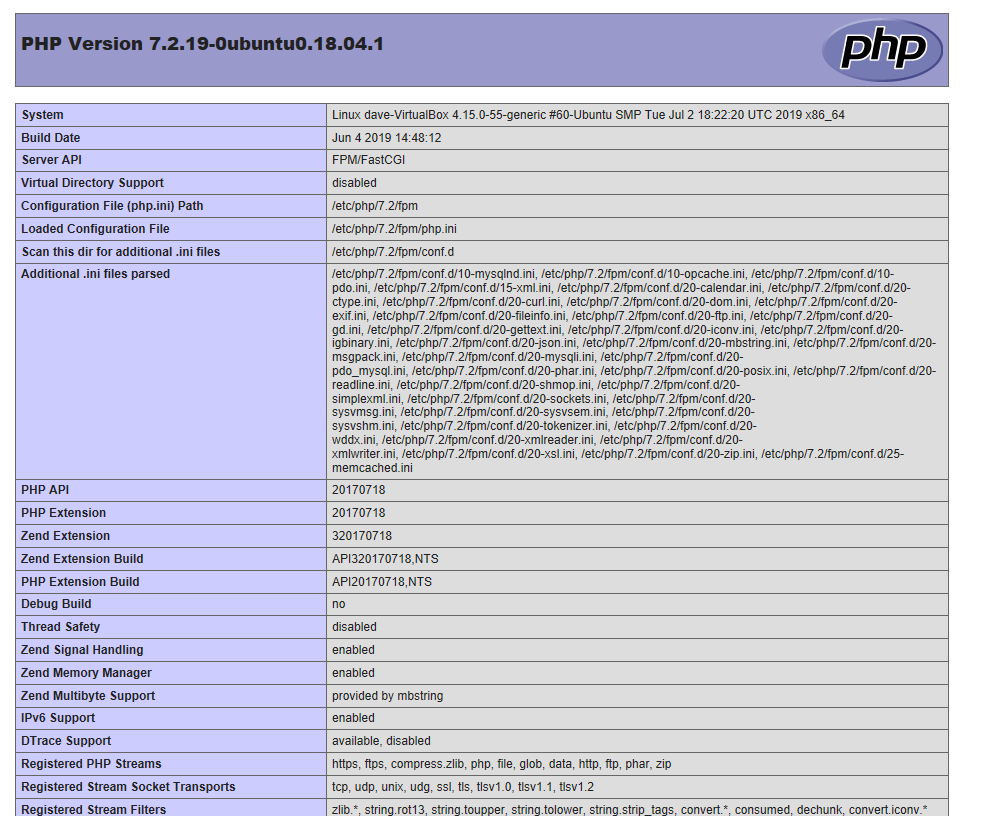 PHP Version 7.2.19-0ubuntu0.18.04.1
php
System Linux dave-VirtualBox 4.15.0-55-generic #60-Ubuntu SMP Tue Jul 2 18:22:20 UTC 2019 x86_64
Build Date Jun 4 2019 14:48:12
Server API FPM/FastCGI
Virtual Directory Support disabled
Configuration File (php.ini) Path /etc/php/7.2/fpm
Loaded Configuration File /etc/php/7.2/fpm/php.ini
Scan this dir for additional .ini files /etc/php/7.2/fpm/conf.d
Additional .ini files parsed /etc/php/7.2/fpm/conf.d/10-mysqlnd.ini, /etc/php/7.2/fpm/conf.d/10-opcache.ini, /etc/php/7.2/fpm/conf.d/10-
pdo.ini, /etc/php/7.2/fpm/conf.d/15-xml.ini, /etc/php/7.2/fpm/conf.d/20-calendar.ini, /etc/php/7.2/fpm/conf.d/20-
ctype.ini, /etc/php/7.2/fpm/conf.d/20-curl.ini, /etc/php/7.2/fpm/conf.d/20-dom.ini, /etc/php/7.2/fpm/conf.d/20-
exif.ini, /etc/php/7.2/fpm/conf.d/20-fileinfo.ini, /etc/php/7.2/fpm/conf.d/20-ftp.ini, /etc/php/7.2/fpm/conf.d/20-
gd.ini, /etc/php/7.2/fpm/conf.d/20-gettext.ini, /etc/php/7.2/fpm/conf.d/20-iconv.ini, /etc/php/7.2/fpm/conf.d/20-
igbinary.ini, /etc/php/7.2/fpm/conf.d/20-json.ini, /etc/php/7.2/fpm/conf.d/20-mbstring.ini, /etc/php/7.2/fpm/conf.d/20-
msgpack.ini, /etc/php/7.2/fpm/conf.d/20-mysqli.ini, /etc/php/7.2/fpm/conf.d/20-
pdo_mysql.ini, /etc/php/7.2/fpm/conf.d/20-phar.ini, /etc/php/7.2/fpm/conf.d/20-posix.ini, /etc/php/7.2/fpm/conf.d/20-
readline.ini, /etc/php/7.2/fpm/conf.d/20-shmop.ini, /etc/php/7.2/fpm/conf.d/20-
simplexml.ini, /etc/php/7.2/fpm/conf.d/20-sockets.ini, /etc/php/7.2/fpm/conf.d/20-
sysvmsg.ini, /etc/php/7.2/fpm/conf.d/20-sysvsem.ini, /etc/php/7.2/fpm/conf.d/20-
sysvshm.ini, /etc/php/7.2/fpm/conf.d/20-tokenizer.ini, /etc/php/7.2/fpm/conf.d/20-
wddx.ini, /etc/php/7.2/fpm/conf.d/20-xmlreader.ini, /etc/php/7.2/fpm/conf.d/20-
xmlwriter.ini, /etc/php/7.2/fpm/conf.d/20-xsl.ini, /etc/php/7.2/fpm/conf.d/20-zip.ini, /etc/php/7.2/fpm/conf.d/25-
memcached.ini
PHP API 20170718
PHP Extension 20170718
Zend Extension 320170718
Zend Extension Build API320170718,NTS
PHP Extension Build API20170718,NTS
Debug Build no
Thread Safety disabled
Zend Signal Handling enabled
Zend Memory Manager enabled
Zend Multibyte Support provided by mbstring
IPv6 Support enabled
DTrace Support available, disabled
Registered PHP Streams https, ftps, compress.zlib, php, file, glob, data, http, ftp, phar, zip
Registered Stream Socket Transports tcp, udp, unix, udg, ssl, tls, tlsv1.0, tlsv1.1, tlsv1.2
Registered Stream Filters zlib.*, string.rot13, string.toupper, string.tolower, string.strip_tags, convert.*, consumed, dechunk, convert.iconv.*